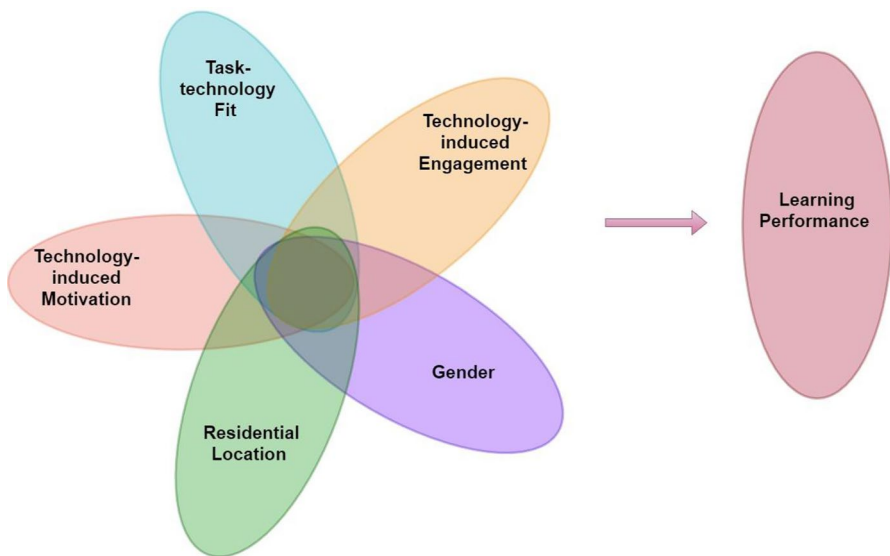 Task-
technology
Fit
Technology-
induced
Engagement
Learning
Performance
Technology-
induced
Motivation
Gender
Residential
Location